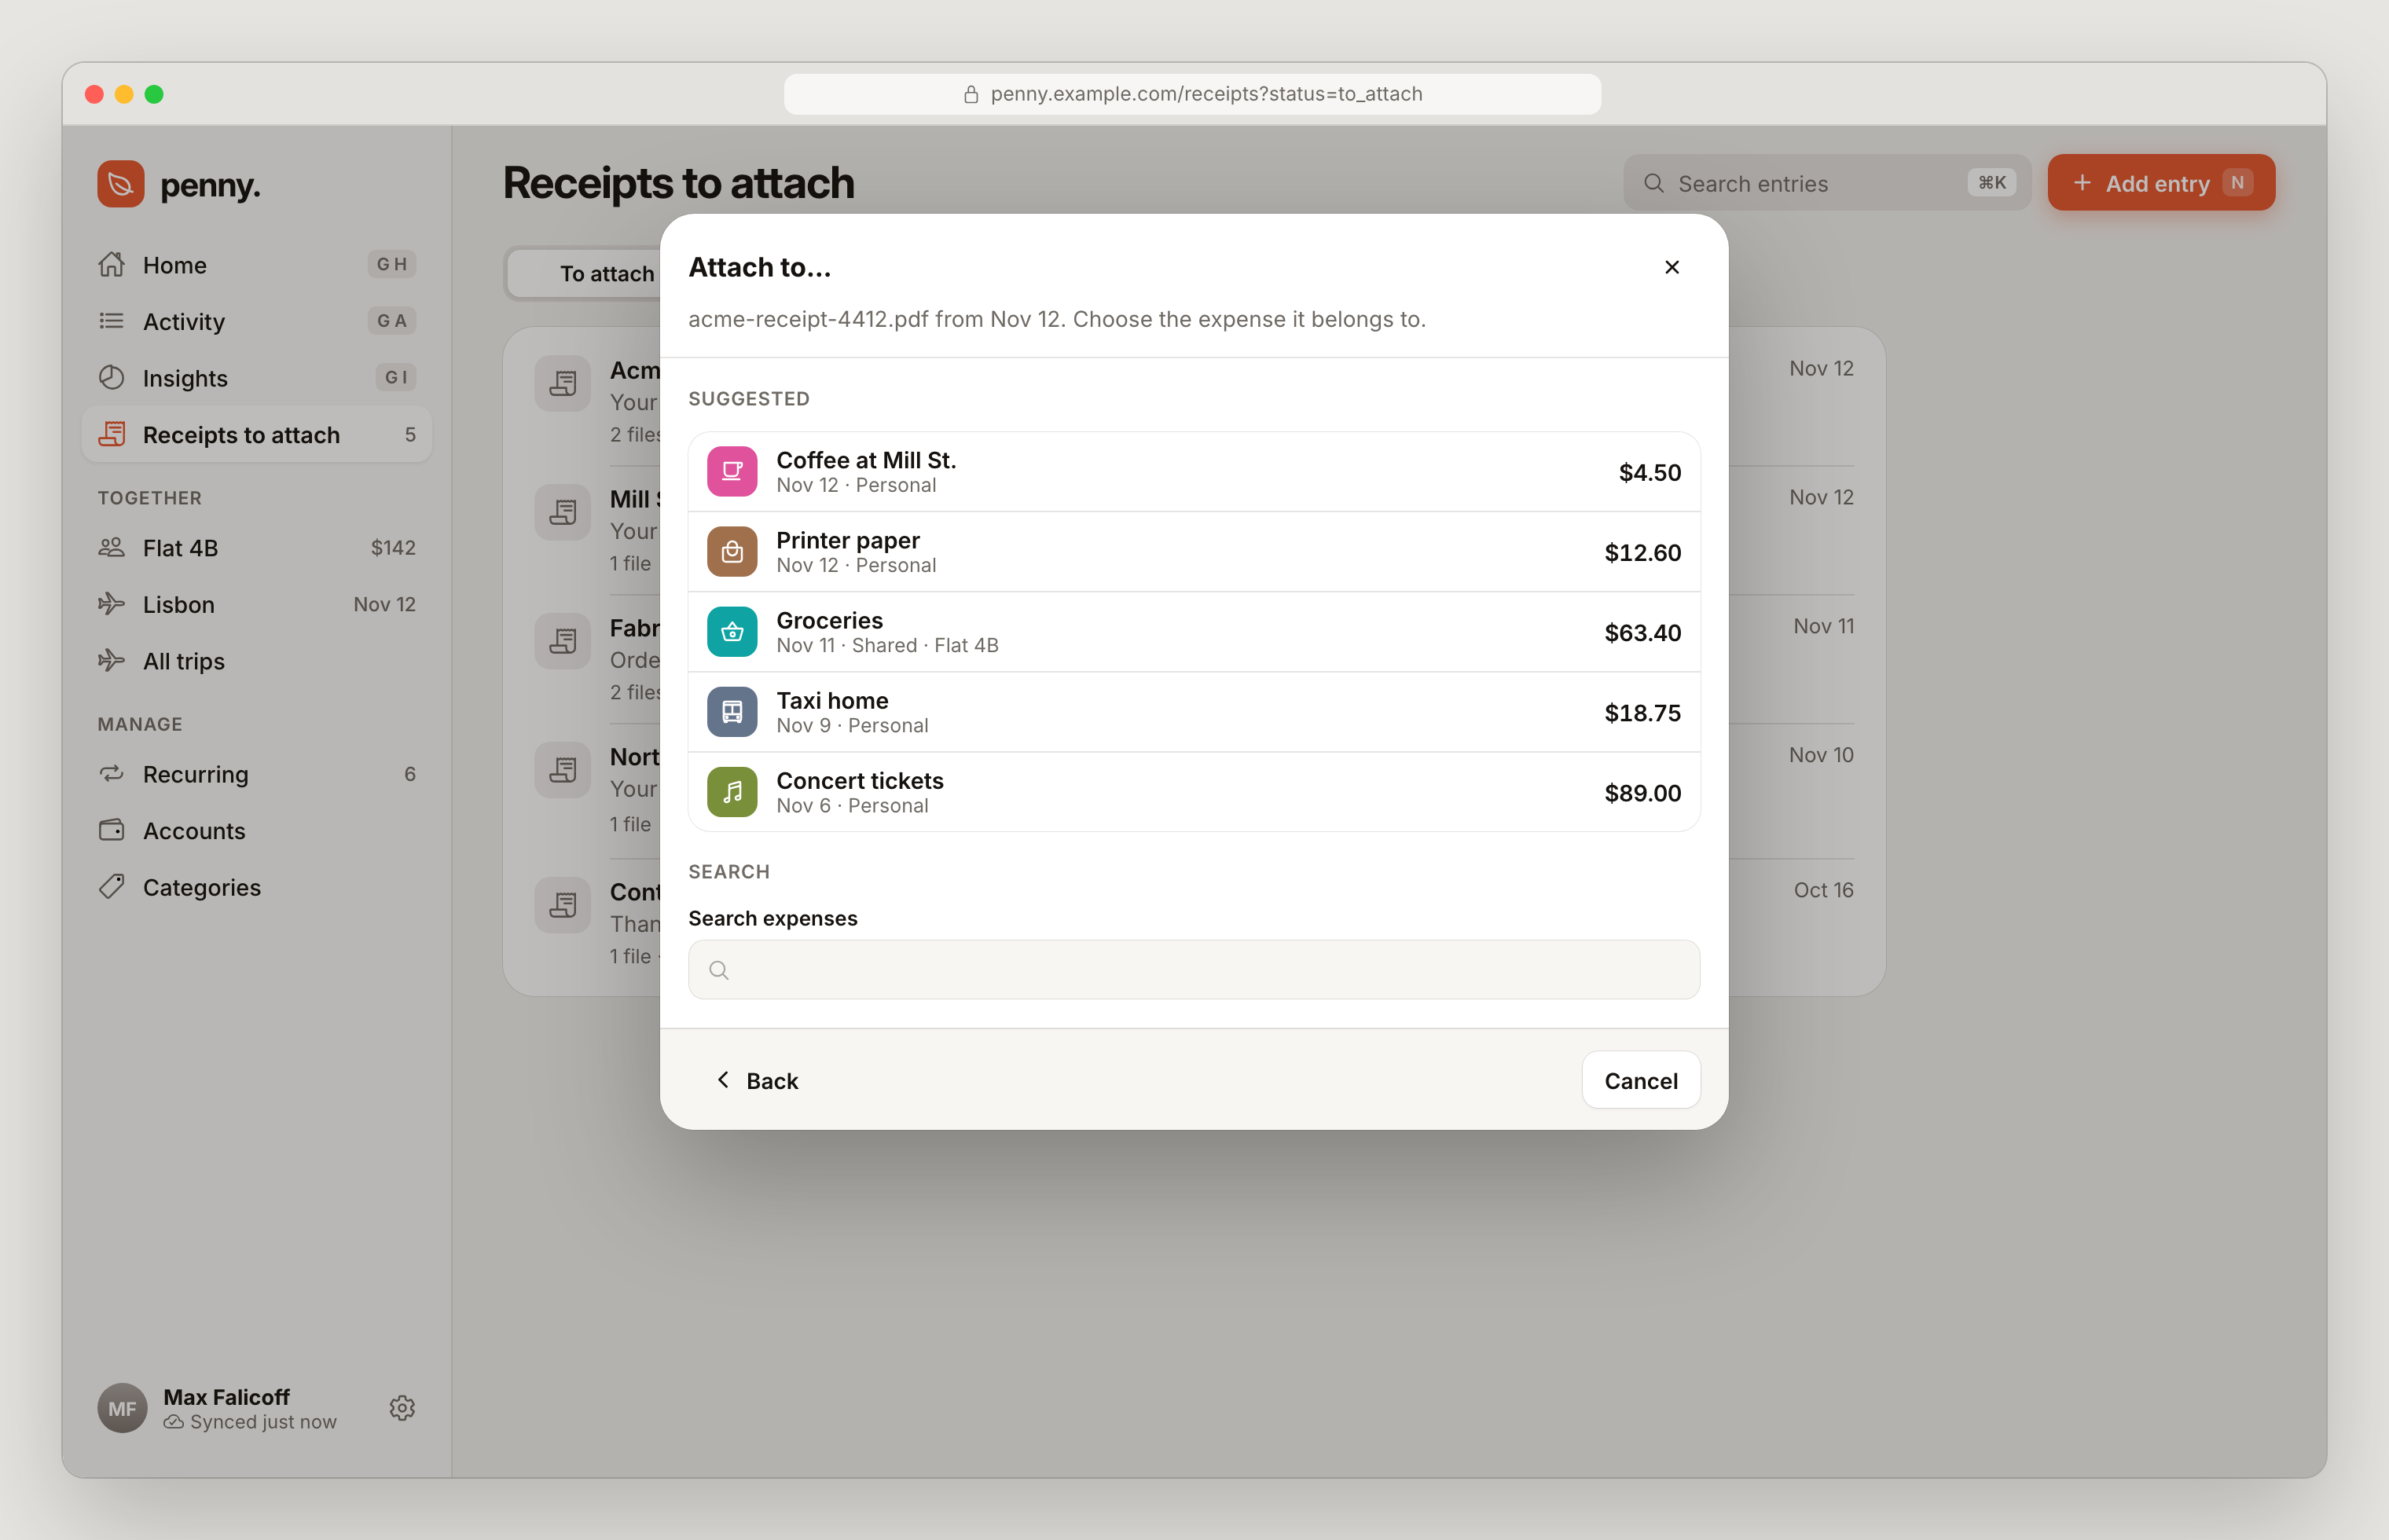 penny.example.com/receipts?status=to_attach
penny.
Receipts to attach
Search entries
⌘K
Add entry
N
Home
G H
Activity
G A
Insights
G I
Receipts to attach
5
TOGETHER
Flat 4B
$142
Lisbon
Nov 12
All trips
MANAGE
Recurring
6
Accounts
Categories
MF
Max Falicoff
Synced just now
To attach
Acm
Your
2 files
Nov 12
Mill S
Your
1 file
Nov 12
Fabr
Orde
2 files
Nov 11
Nort
Your
1 file
Nov 10
Cont
Than
1 file ·
Oct 16
Attach to...
acme-receipt-4412.pdf from Nov 12. Choose the expense it belongs to.
SUGGESTED
Coffee at Mill St.
Nov 12 · Personal
$4.50
Printer paper
Nov 12 · Personal
$12.60
Groceries
Nov 11 · Shared · Flat 4B
$63.40
Taxi home
Nov 9 · Personal
$18.75
Concert tickets
Nov 6 · Personal
$89.00
SEARCH
Search expenses
Back
Cancel